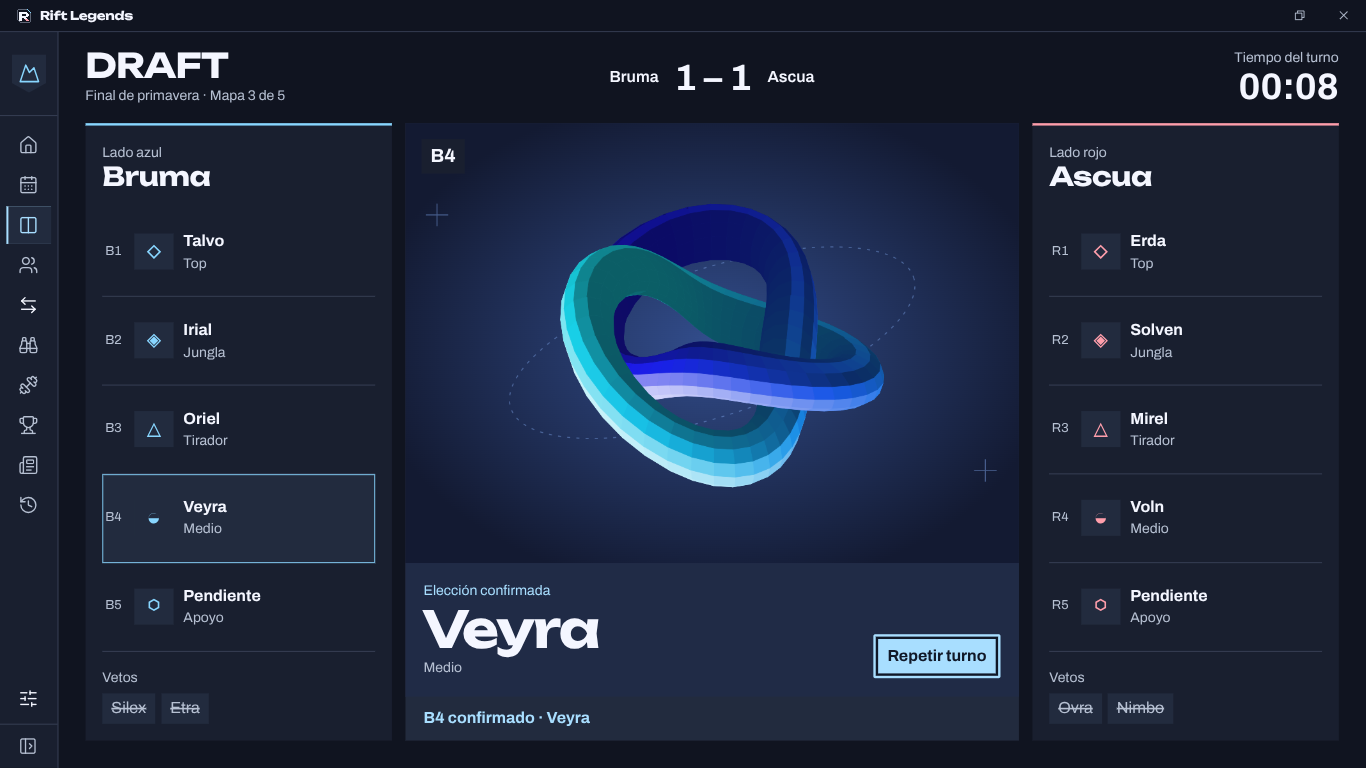 Rift Legends
DRAFT
Final de primavera · Mapa 3 de 5
Bruma 1 – 1 Ascua
Tiempo del turno
00:08
Lado azul
Bruma
B1
Talvo
Top
B2
Irial
Jungla
B3
Oriel
Tirador
B4
Veyra
Medio
B5
Pendiente
Apoyo
Vetos
Silex Etra
B4
Elección confirmada
Veyra
Medio
Repetir turno
B4 confirmado · Veyra
Lado rojo
Ascua
R1
Erda
Top
R2
Solven
Jungla
R3
Mirel
Tirador
R4
Voln
Medio
R5
Pendiente
Apoyo
Vetos
Ovra Nimbo